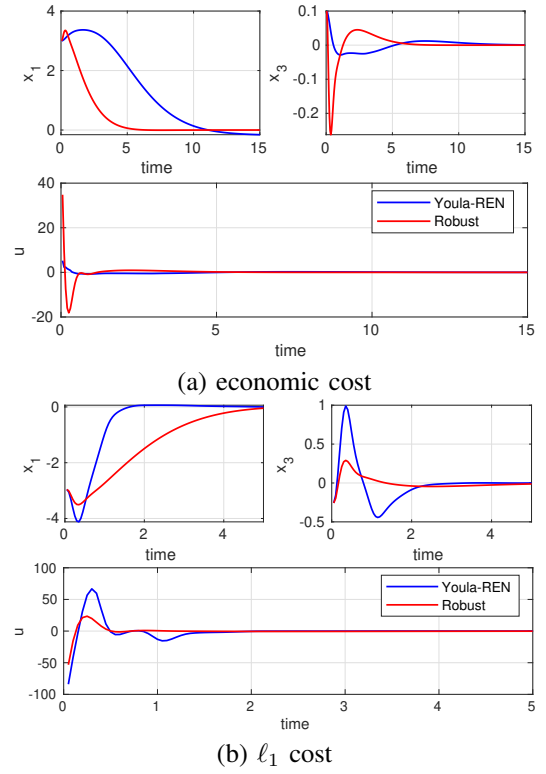 4
2
0
x1
0 5 10 15
time
0.1
0
-0.1
-0.2
x3
0 5 10 15
time
40
20
0
-20
u
Youla-REN
Robust
0 5 10 15
time
(a) economic cost
0
-2
-4
x1
0 2 4
time
1
0.5
0
-0.5
x3
0 2 4
time
100
50
0
-50
-100
u
Youla-REN
Robust
0 1 2 3 4 5
time
(b) ℓ1 cost